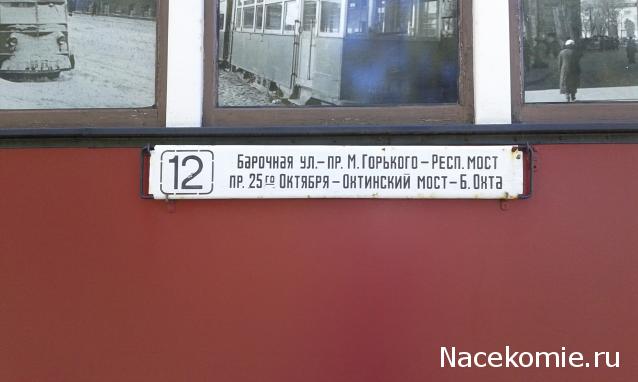 12
Барочная ул.–пр. М. Горького–Респ. мост
пр. 25го Октября–Охтинский мост–Б. Охта
Nacekomie.ru